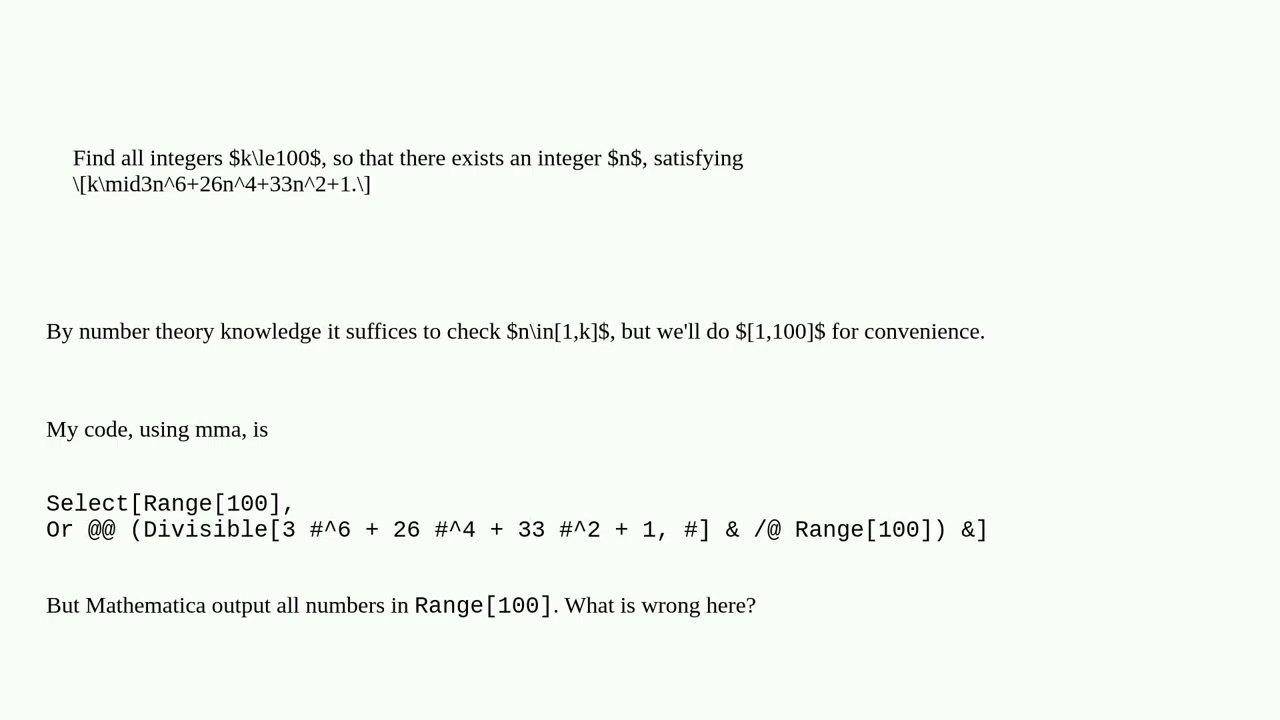 Find all integers $k\le100$, so that there exists an integer $n$, satisfying
\[k\mid3n^6+26n^4+33n^2+1.\]
By number theory knowledge it suffices to check $n\in[1,k]$, but we'll do $[1,100]$ for convenience.
My code, using mma, is
Select[Range[100],
Or @@ (Divisible[3 #^6 + 26 #^4 + 33 #^2 + 1, #] & /@ Range[100]) &]
But Mathematica output all numbers in Range[100]. What is wrong here?